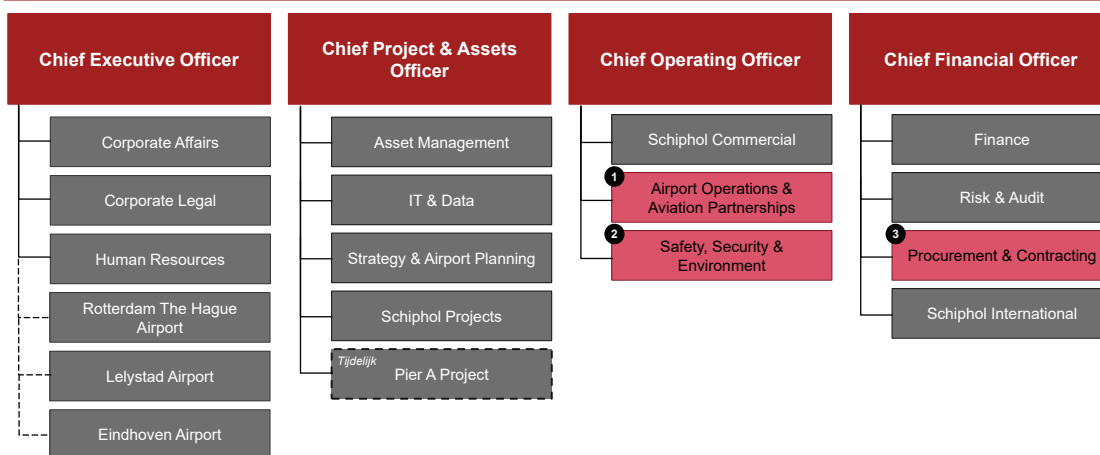 Chief Executive Officer
Corporate Affairs
Corporate Legal
Human Resources
Rotterdam The Hague
Airport
Lelystad Airport
Eindhoven Airport
Chief Project & Assets
Officer
Asset Management
IT & Data
Strategy & Airport Planning
Schiphol Projects
Tijdelijk
Pier A Project
Chief Operating Officer
Schiphol Commercial
1
Airport Operations &
Aviation Partnerships
2
Safety, Security &
Environment
Chief Financial Officer
Finance
Risk & Audit
3
Procurement & Contracting
Schiphol International